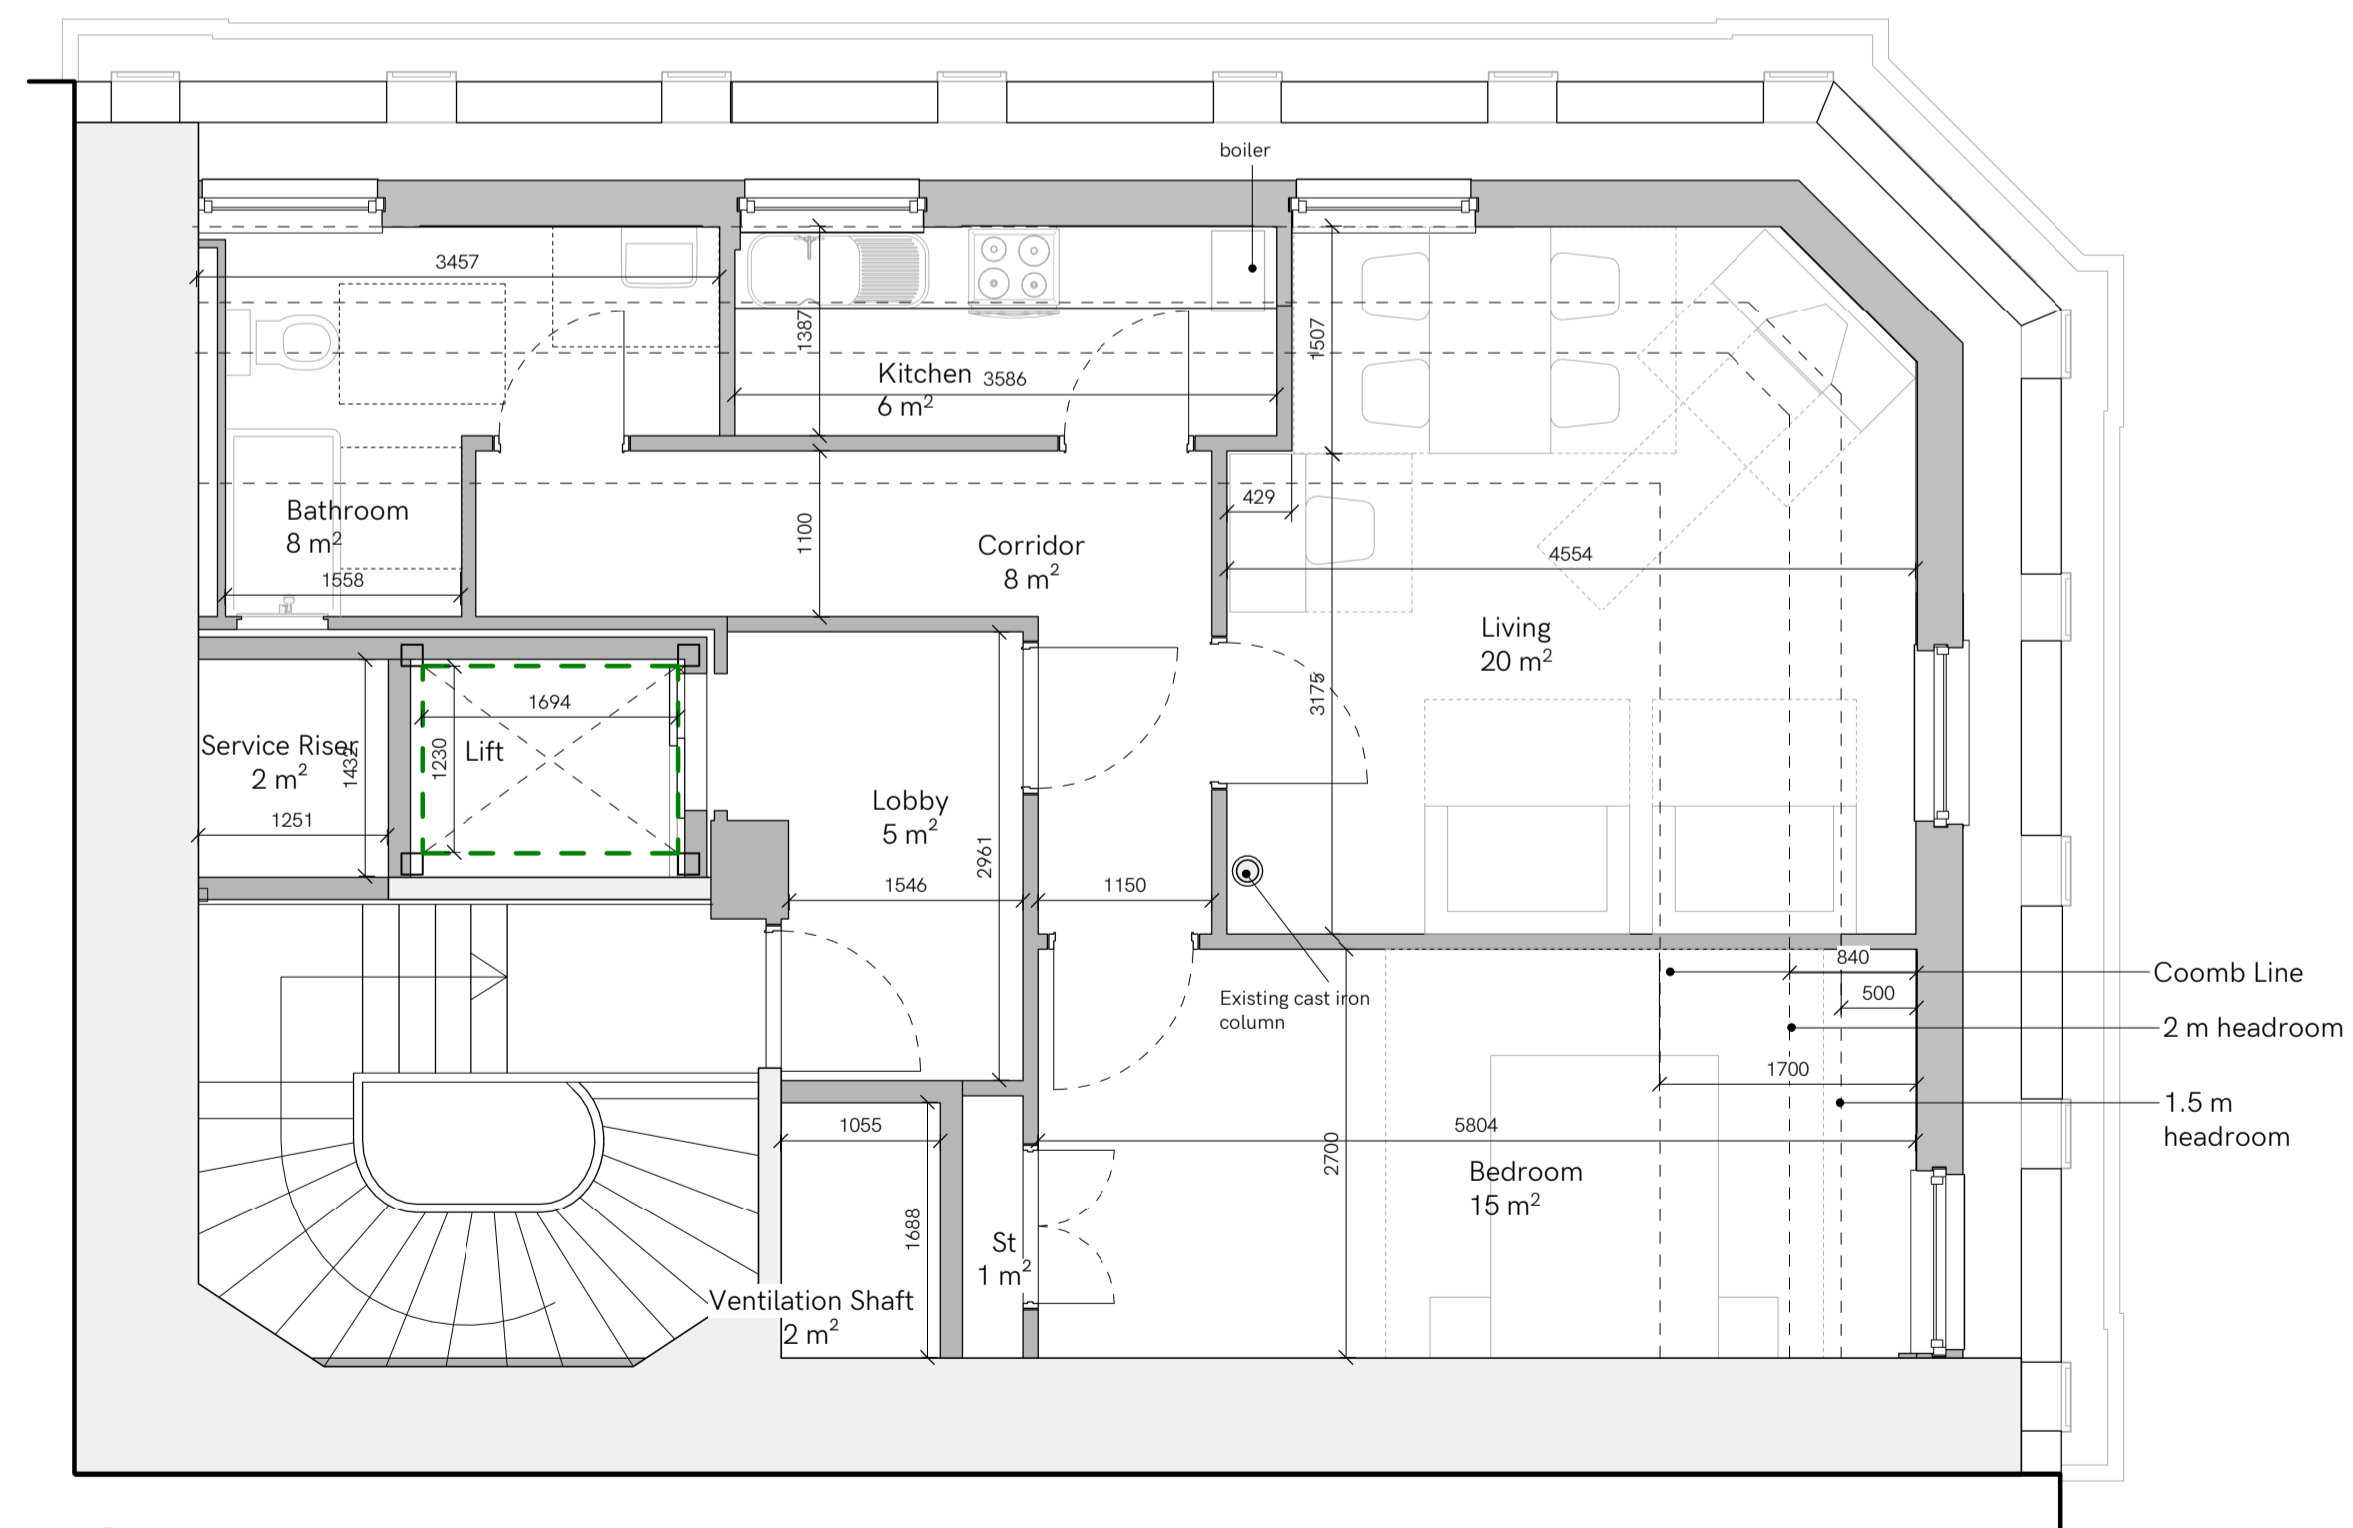 boiler
3457
1387
Kitchen
3586
6 m²
1507
429
Bathroom
8 m²
1558
1100
Corridor
8 m²
4554
Living
20 m²
3175
1694
Service Riser
2 m²
1432
1230
Lift
1251
Lobby
5 m²
2961
1546
1150
Existing cast iron
column
840
Coomb Line
500
2 m headroom
1700
1.5 m
headroom
1055
5804
2700
Bedroom
15 m²
1688
St
1 m²
Ventilation Shaft
2 m²